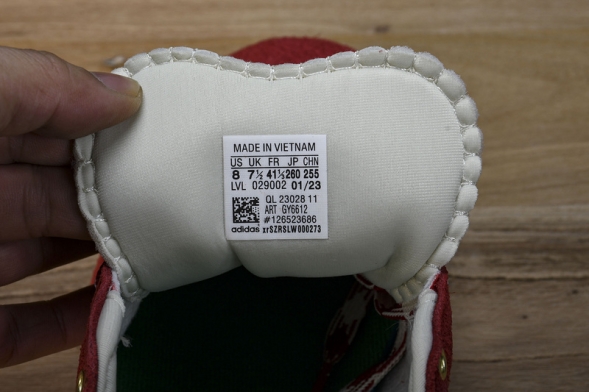 MADE IN VIETNAM
US UK FR JP CHN
8 7½ 41⅓ 260 255
LVL 029002 01/23
QL 23028 11
ART GY6612
#126523686
adidas xrSZRSLW000273